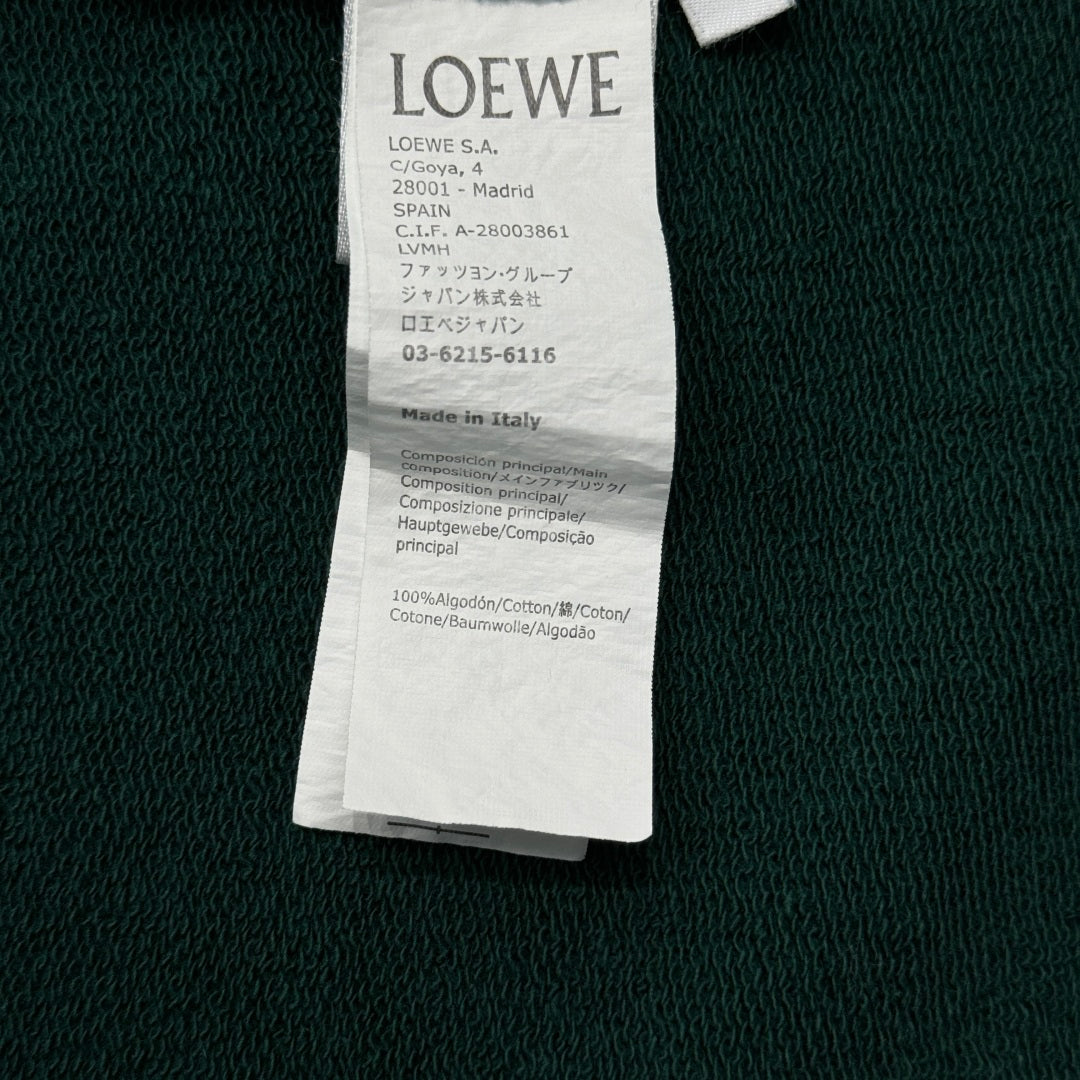 LOEWE
LOEWE S.A.
C/Goya, 4
28001 - Madrid
SPAIN
C.I.F. A-28003861
LVMH
ファッツヨン・グループ
ジャパン株式会社
ロエベジャパン
03-6215-6116
Made in Italy
Composición principal/Main
composition/メインファブリック/
Composition principal/
Composizione principale/
Hauptgewebe/Composição
principal
100%Algodón/Cotton/綿/Coton/
Cotone/Baumwolle/Algodão